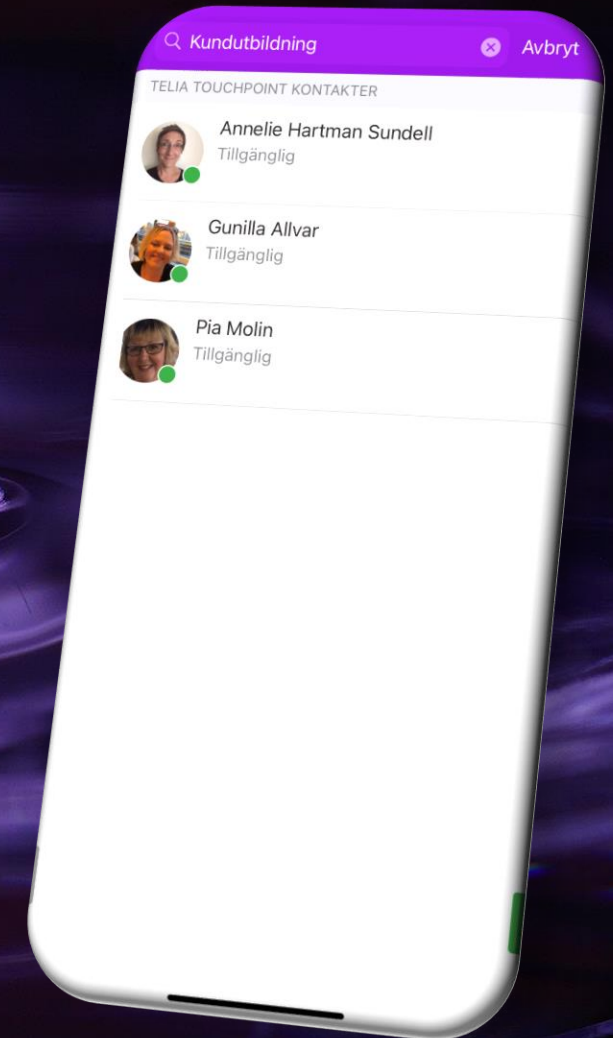 Kundutbildning
Avbryt
TELIA TOUCHPOINT KONTAKTER
Annelie Hartman Sundell
Tillgänglig
Gunilla Allvar
Tillgänglig
Pia Molin
Tillgänglig